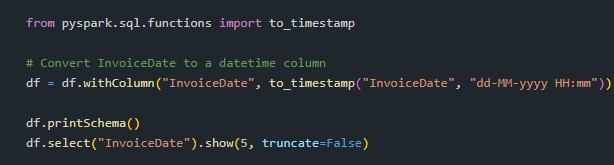 from pyspark.sql.functions import to_timestamp
# Convert InvoiceDate to a datetime column
df = df.withColumn("InvoiceDate", to_timestamp("InvoiceDate", "dd-MM-yyyy HH:mm"))
df.printSchema()
df.select("InvoiceDate").show(5, truncate=False)